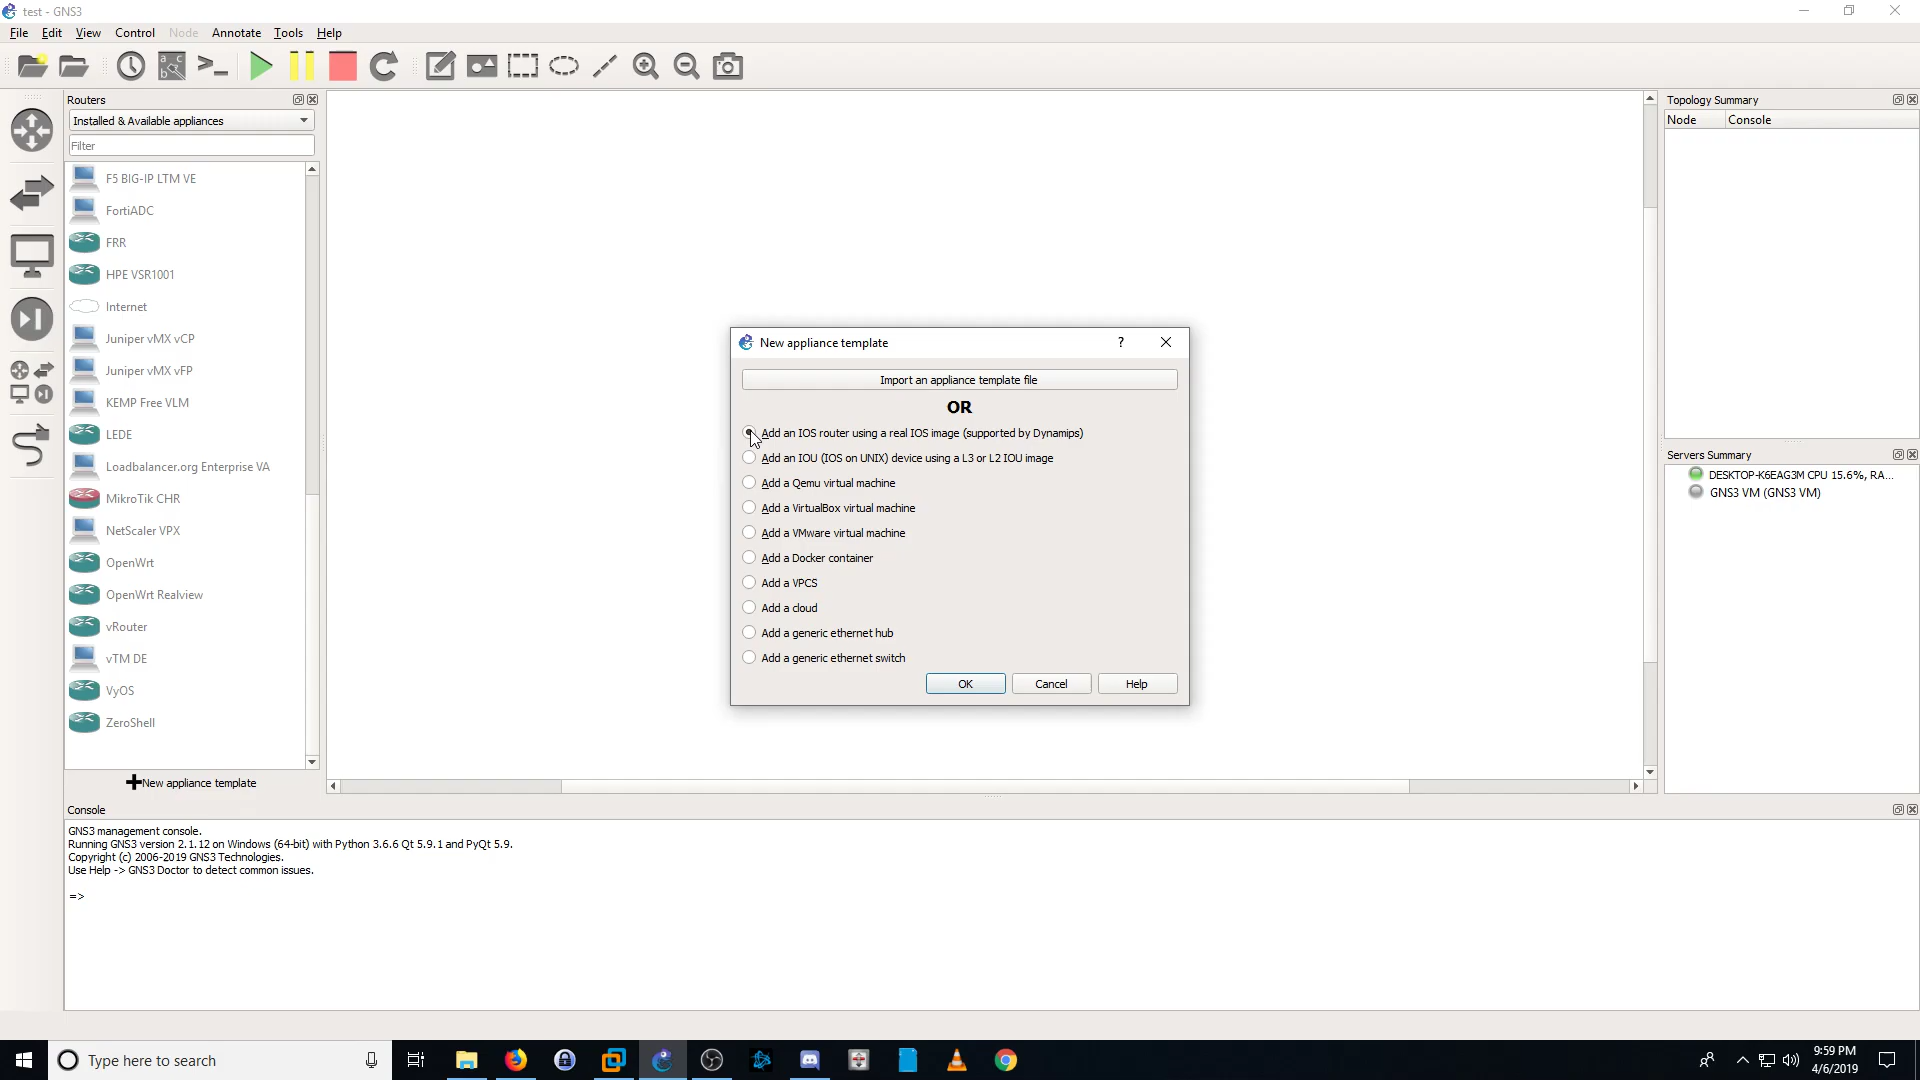 test - GNS3
File Edit View Control Node Annotate Tools Help
Routers
Installed & Available appliances
Filter
F5 BIG-IP LTM VE
FortiADC
FRR
HPE VSR1001
Internet
Juniper vMX vCP
Juniper vMX vFP
KEMP Free VLM
LEDE
Loadbalancer.org Enterprise VA
MikroTik CHR
NetScaler VPX
OpenWrt
OpenWrt Realview
vRouter
vTM DE
VyOS
ZeroShell
New appliance template
New appliance template
?
Import an appliance template file
OR
Add an IOS router using a real IOS image (supported by Dynamips)
Add an IOU (IOS on UNIX) device using a L3 or L2 IOU image
Add a Qemu virtual machine
Add a VirtualBox virtual machine
Add a VMware virtual machine
Add a Docker container
Add a VPCS
Add a cloud
Add a generic ethernet hub
Add a generic ethernet switch
OK Cancel Help
Topology Summary
Node Console
Servers Summary
DESKTOP-K6EAG3M CPU 15.6%, RA...
GNS3 VM (GNS3 VM)
Console
GNS3 management console.
Running GNS3 version 2.1.12 on Windows (64-bit) with Python 3.6.6 Qt 5.9.1 and PyQt 5.9.
Copyright (c) 2006-2019 GNS3 Technologies.
Use Help -> GNS3 Doctor to detect common issues.
=>
Type here to search
9:59 PM
4/6/2019